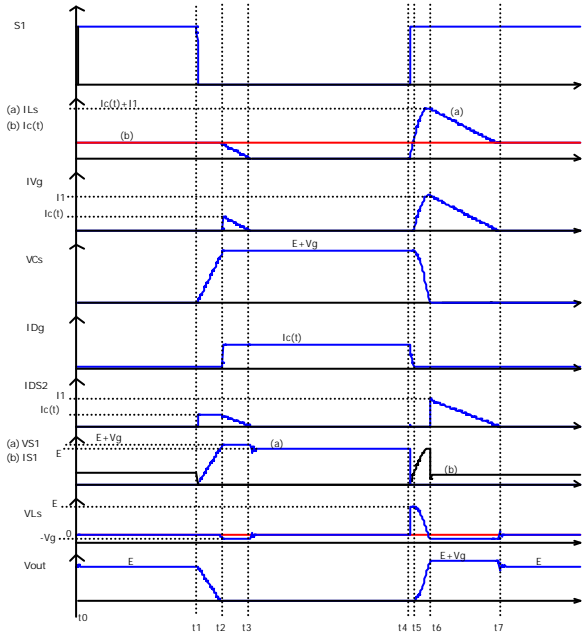 S1
Ic(t)+I1
(a) ILs
(a)
(b) Ic(t)
(b)
IVg
I1
Ic(t)
E+Vg
VCs
IDg
Ic(t)
IDS2
I1
Ic(t)
(a) VS1
E+Vg
(a)
(b) IS1
E
(b)
E
VLs
0
-Vg
Vout
E
E+Vg
E
t0
t1 t2 t3 t4 t5 t6 t7